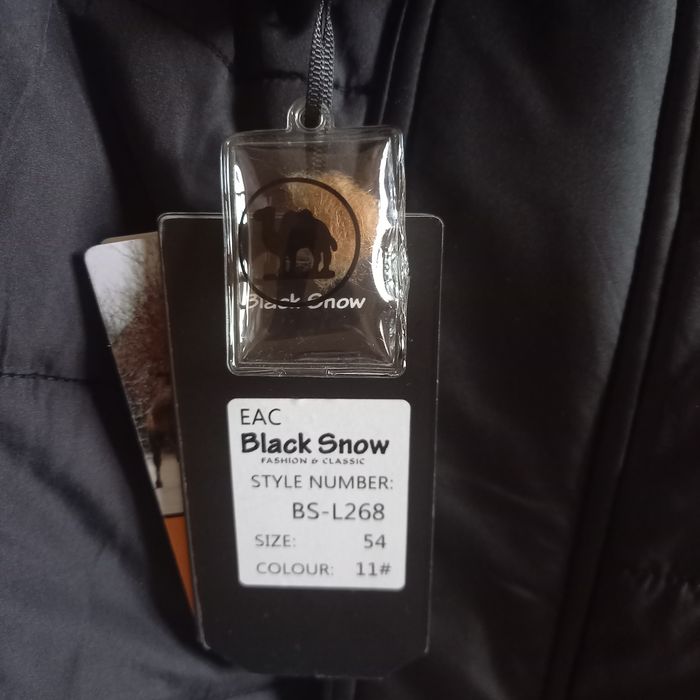 Black Snow
EAC
Black Snow
FASHION & CLASSIC
STYLE NUMBER:
BS-L268
SIZE: 54
COLOUR: 11#